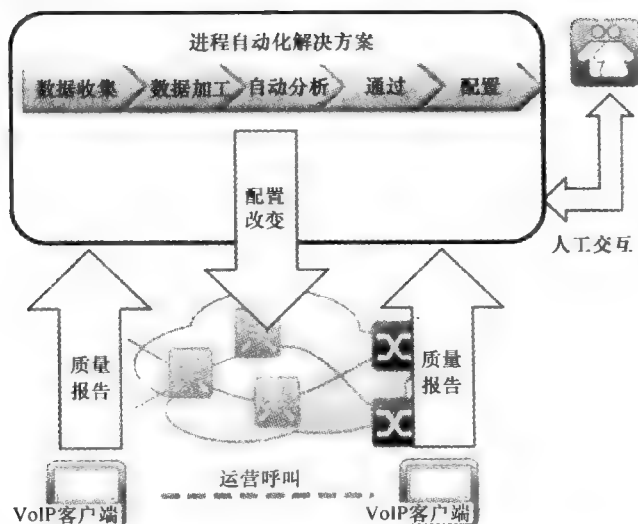 进程自动化解决方案
数据收集 数据加工 自动分析 通过 配置
配置
改变
人工交互
质量
报告
质量
报告
运营呼叫
VoIP客户端
VoIP客户端